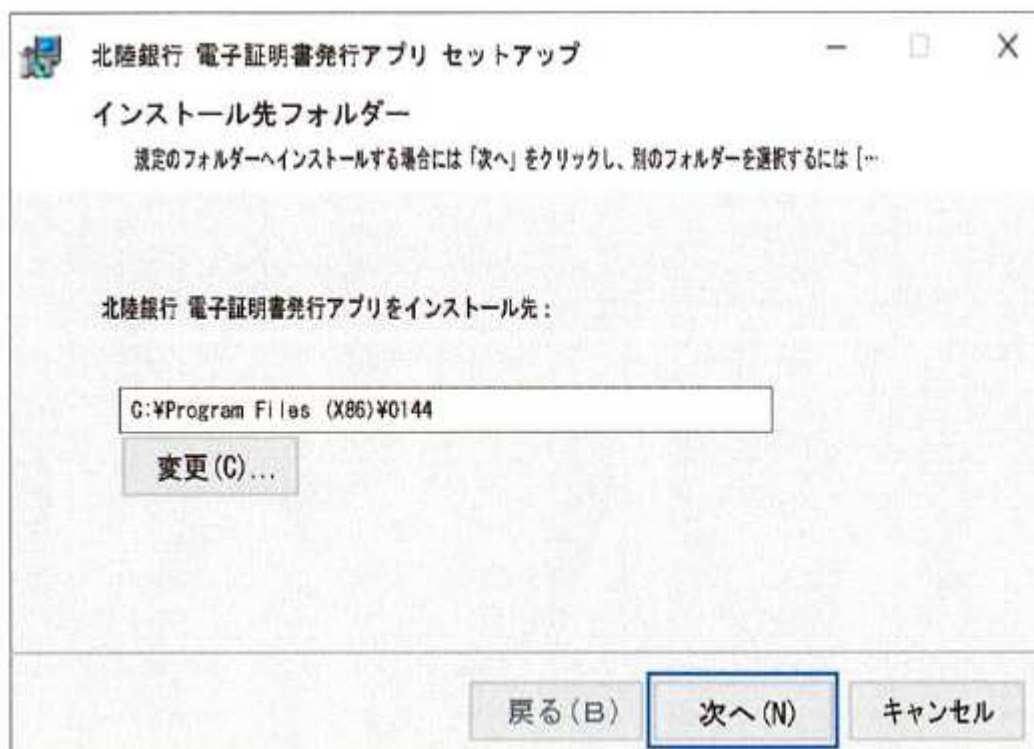 北陸銀行 電子証明書発行アプリ セットアップ
インストール先フォルダー
規定のフォルダーへインストールする場合には「次へ」をクリックし、別のフォルダーを選択するには […
北陸銀行 電子証明書発行アプリをインストール先:
C:¥Program Files (X86)¥0144
変更(C)...
戻る(B) 次へ(N) キャンセル